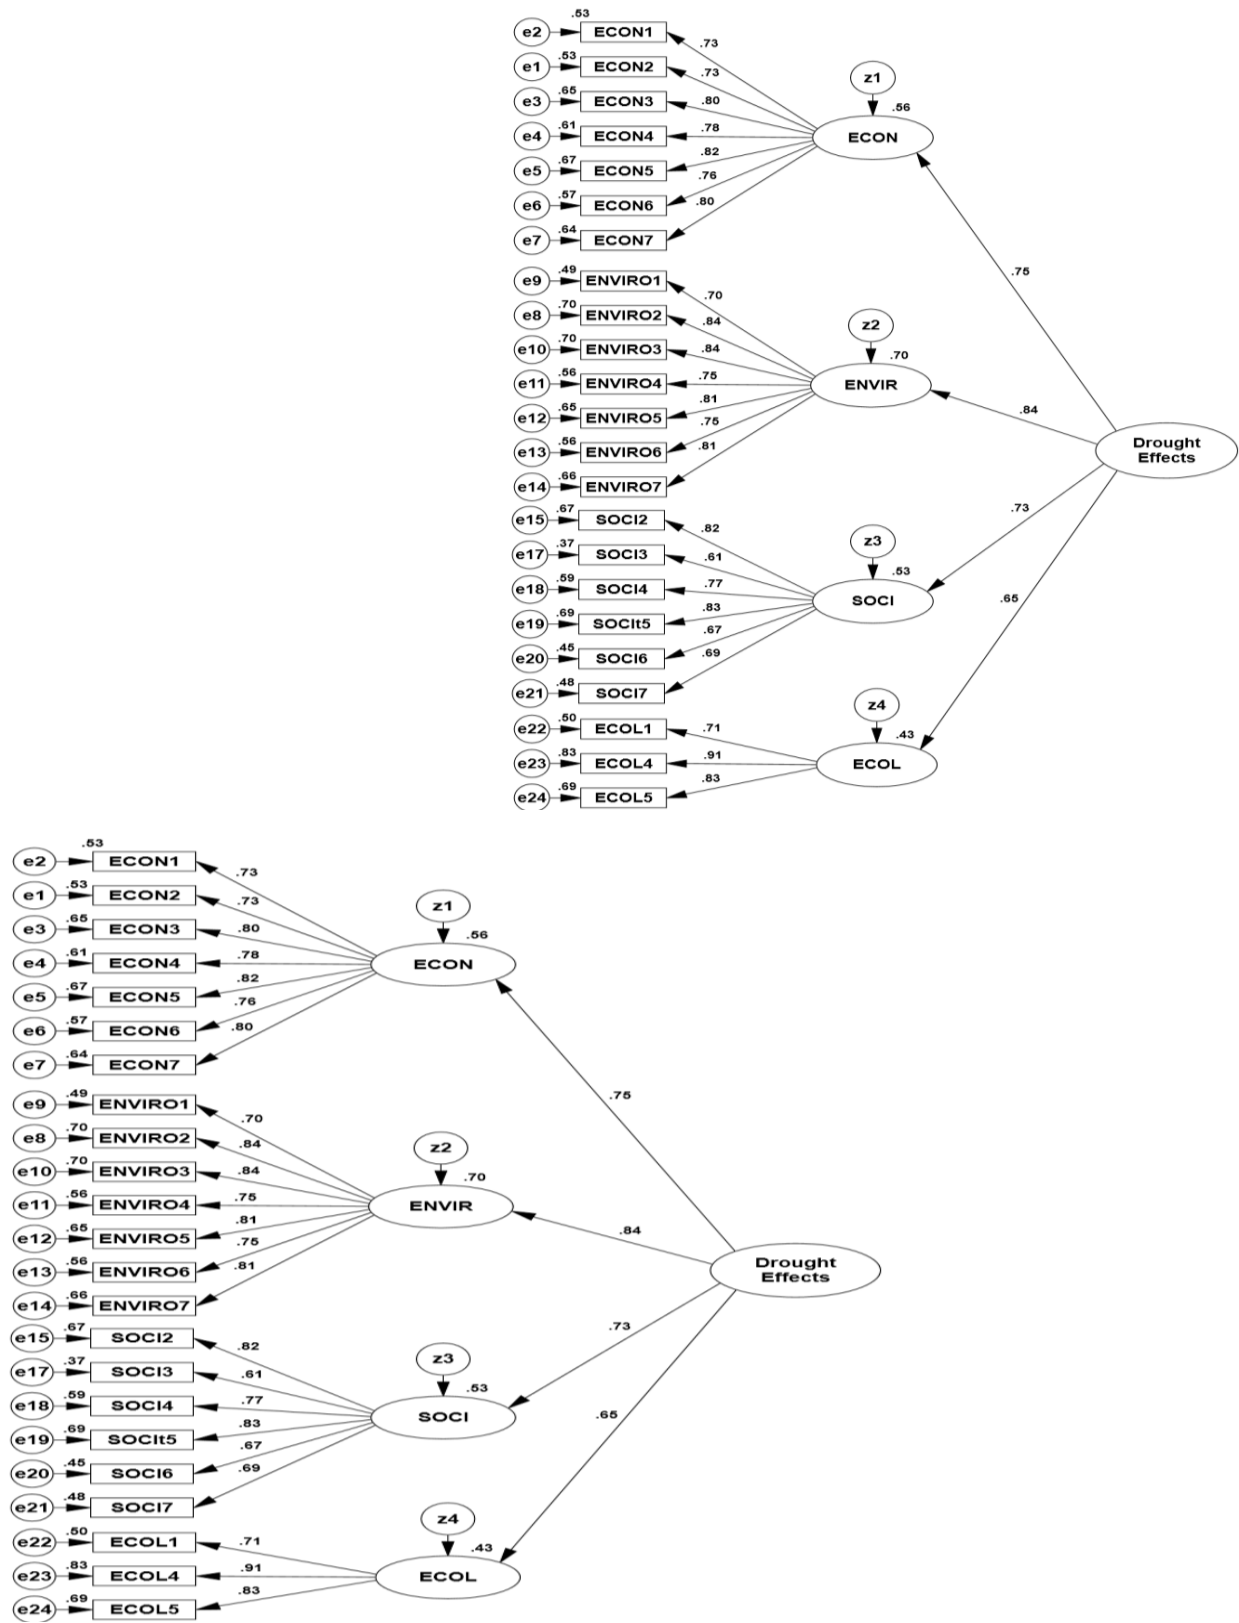 .53
e2 ECON1
.73
e1 .53 ECON2
.73
z1
e3 .65 ECON3
.80
.56
e4 .61 ECON4
.78
ECON
e5 .67 ECON5
.82
e6 .57 ECON6
.76
e7 .64 ECON7
.80
.75
e9 .49 ENVIRO1
.70
e8 .70 ENVIRO2
.84
z2
e10 .70 ENVIRO3
.84
.70
e11 .56 ENVIRO4
.75
ENVIR
e12 .65 ENVIRO5
.81
.84
e13 .56 ENVIRO6
.75
Drought
Effects
e14 .66 ENVIRO7
.81
e15 .67 SOCI2
.82
.73
e17 .37 SOCI3
.61
z3
e18 .59 SOCI4
.77
.53
SOCI
e19 .69 SOCIt5
.83
.65
e20 .45 SOCI6
.67
e21 .48 SOCI7
.69
z4
e22 .50 ECOL1
.71
.43
e23 .83 ECOL4
.91
ECOL
e24 .69 ECOL5
.83
.53
e2 ECON1
.73
e1 .53 ECON2
.73
z1
e3 .65 ECON3
.80
.56
e4 .61 ECON4
.78
ECON
e5 .67 ECON5
.82
e6 .57 ECON6
.76
e7 .64 ECON7
.80
.75
e9 .49 ENVIRO1
.70
e8 .70 ENVIRO2
.84
z2
e10 .70 ENVIRO3
.84
.70
e11 .56 ENVIRO4
.75
ENVIR
e12 .65 ENVIRO5
.81
.84
e13 .56 ENVIRO6
.75
Drought
Effects
e14 .66 ENVIRO7
.81
e15 .67 SOCI2
.82
.73
e17 .37 SOCI3
.61
z3
e18 .59 SOCI4
.77
.53
SOCI
e19 .69 SOCIt5
.83
.65
e20 .45 SOCI6
.67
e21 .48 SOCI7
.69
z4
e22 .50 ECOL1
.71
.43
e23 .83 ECOL4
.91
ECOL
e24 .69 ECOL5
.83